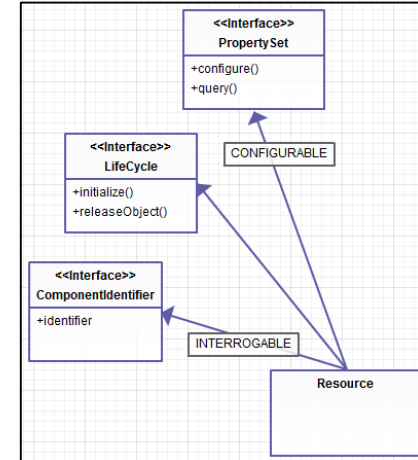 <<Interface>>
PropertySet
+configure()
+query()
CONFIGURABLE
<<Interface>>
LifeCycle
+initialize()
+releaseObject()
<<Interface>>
ComponentIdentifier
+identifier
INTERROGABLE
Resource